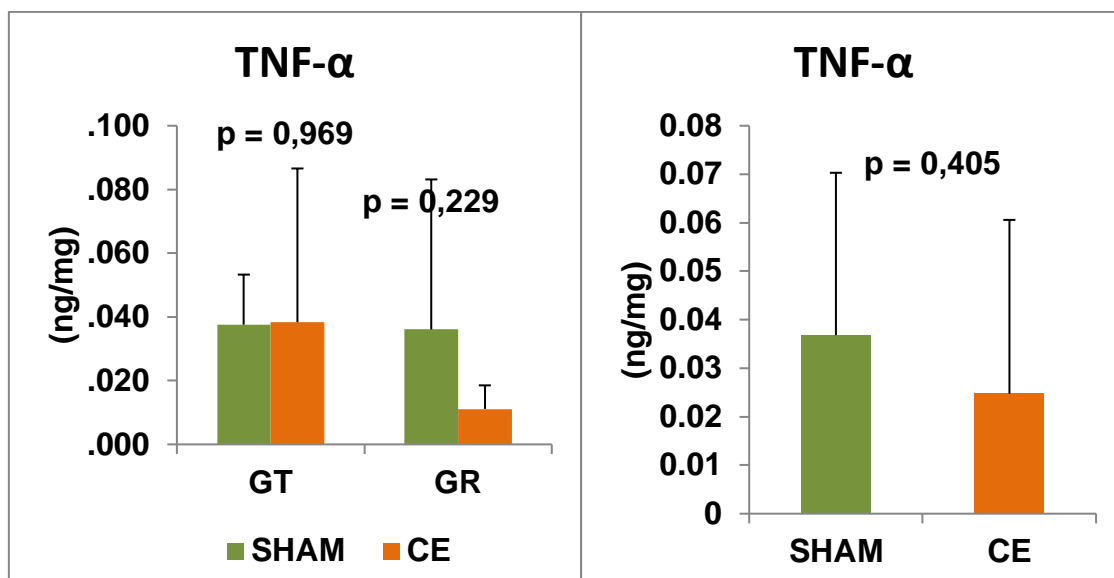 TNF-α
p = 0,969
p = 0,229
(ng/mg)
.100
.080
.060
.040
.020
.000
GT GR
SHAM CE
TNF-α
p = 0,405
(ng/mg)
0.08
0.07
0.06
0.05
0.04
0.03
0.02
0.01
0
SHAM CE